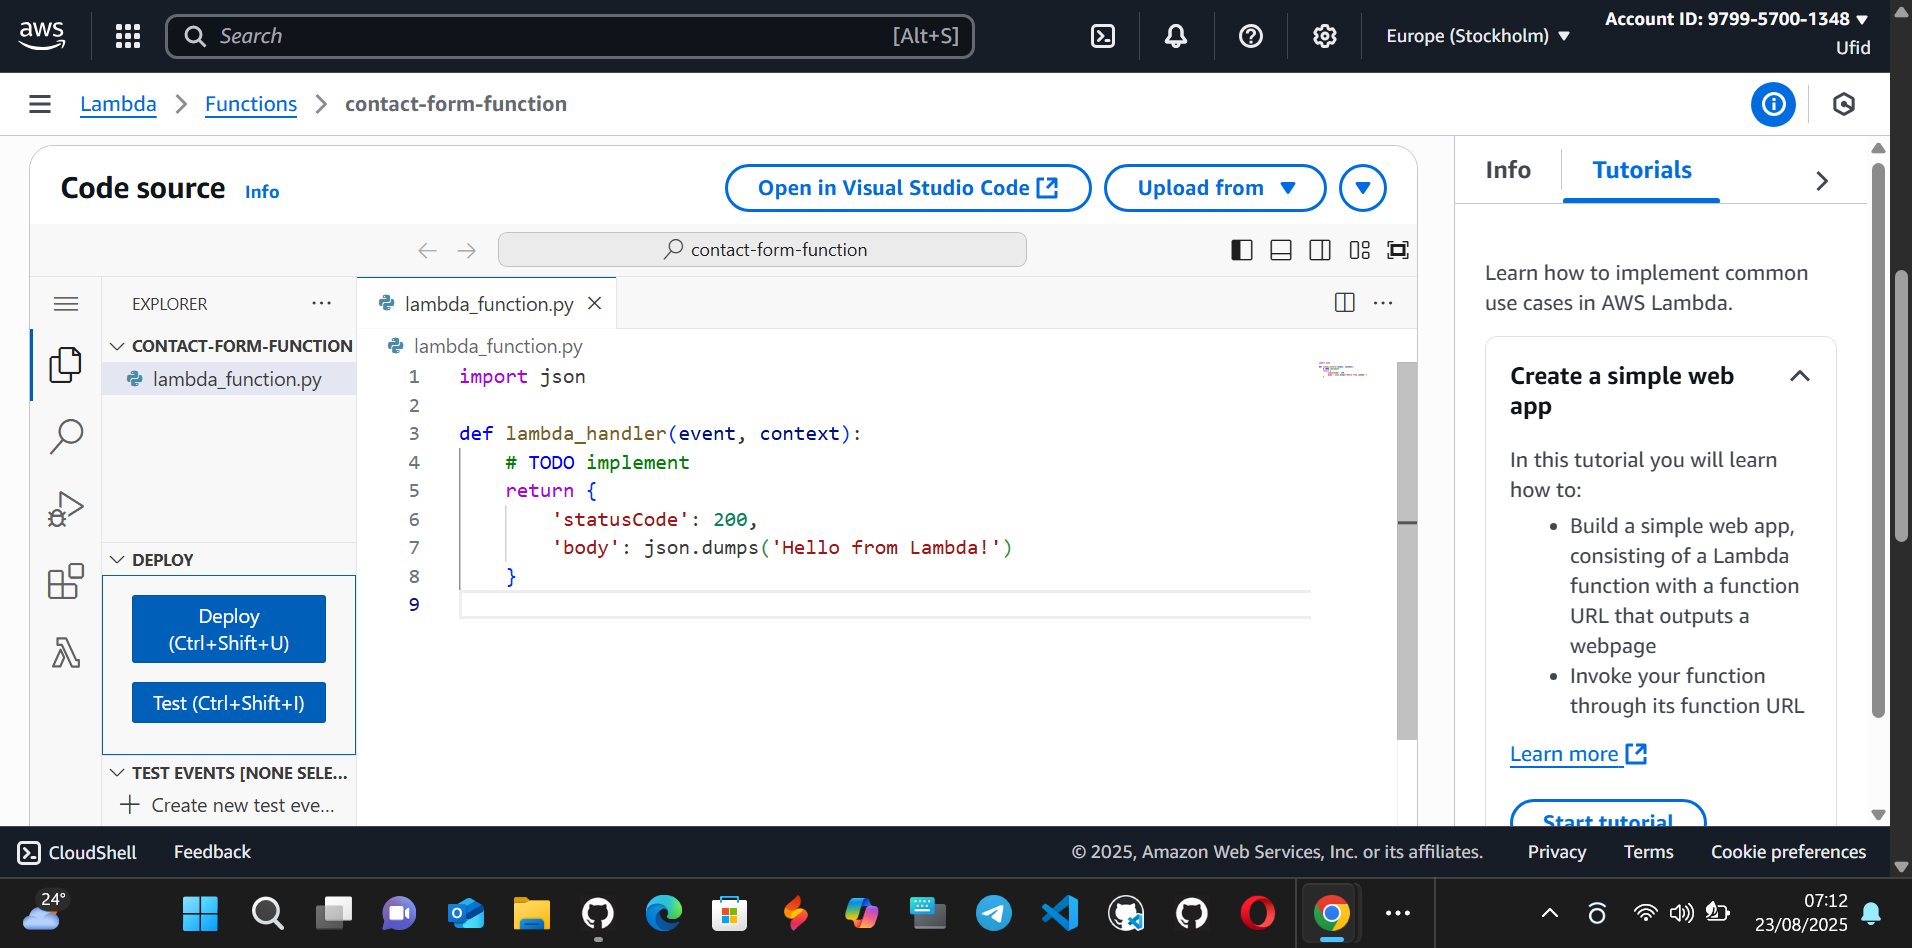 aws
Search
[Alt+S]
Europe (Stockholm) ▼
Account ID: 9799-5700-1348 ▼
Ufid
Lambda > Functions > contact-form-function
Code source Info
Open in Visual Studio Code
Upload from ▼
contact-form-function
EXPLORER ...
CONTACT-FORM-FUNCTION
lambda_function.py
DEPLOY
Deploy
(Ctrl+Shift+U)
Test (Ctrl+Shift+I)
TEST EVENTS [NONE SELE...
Create new test eve...
lambda_function.py
lambda_function.py
1 import json
2
3 def lambda_handler(event, context):
4 # TODO implement
5 return {
6 'statusCode': 200,
7 'body': json.dumps('Hello from Lambda!')
8 }
9
Info
Tutorials
Learn how to implement common
use cases in AWS Lambda.
Create a simple web
app
In this tutorial you will learn
how to:
• Build a simple web app,
consisting of a Lambda
function with a function
URL that outputs a
webpage
• Invoke your function
through its function URL
Learn more
Start tutorial
CloudShell
Feedback
© 2025, Amazon Web Services, Inc. or its affiliates.
Privacy
Terms
Cookie preferences
24°
07:12
23/08/2025